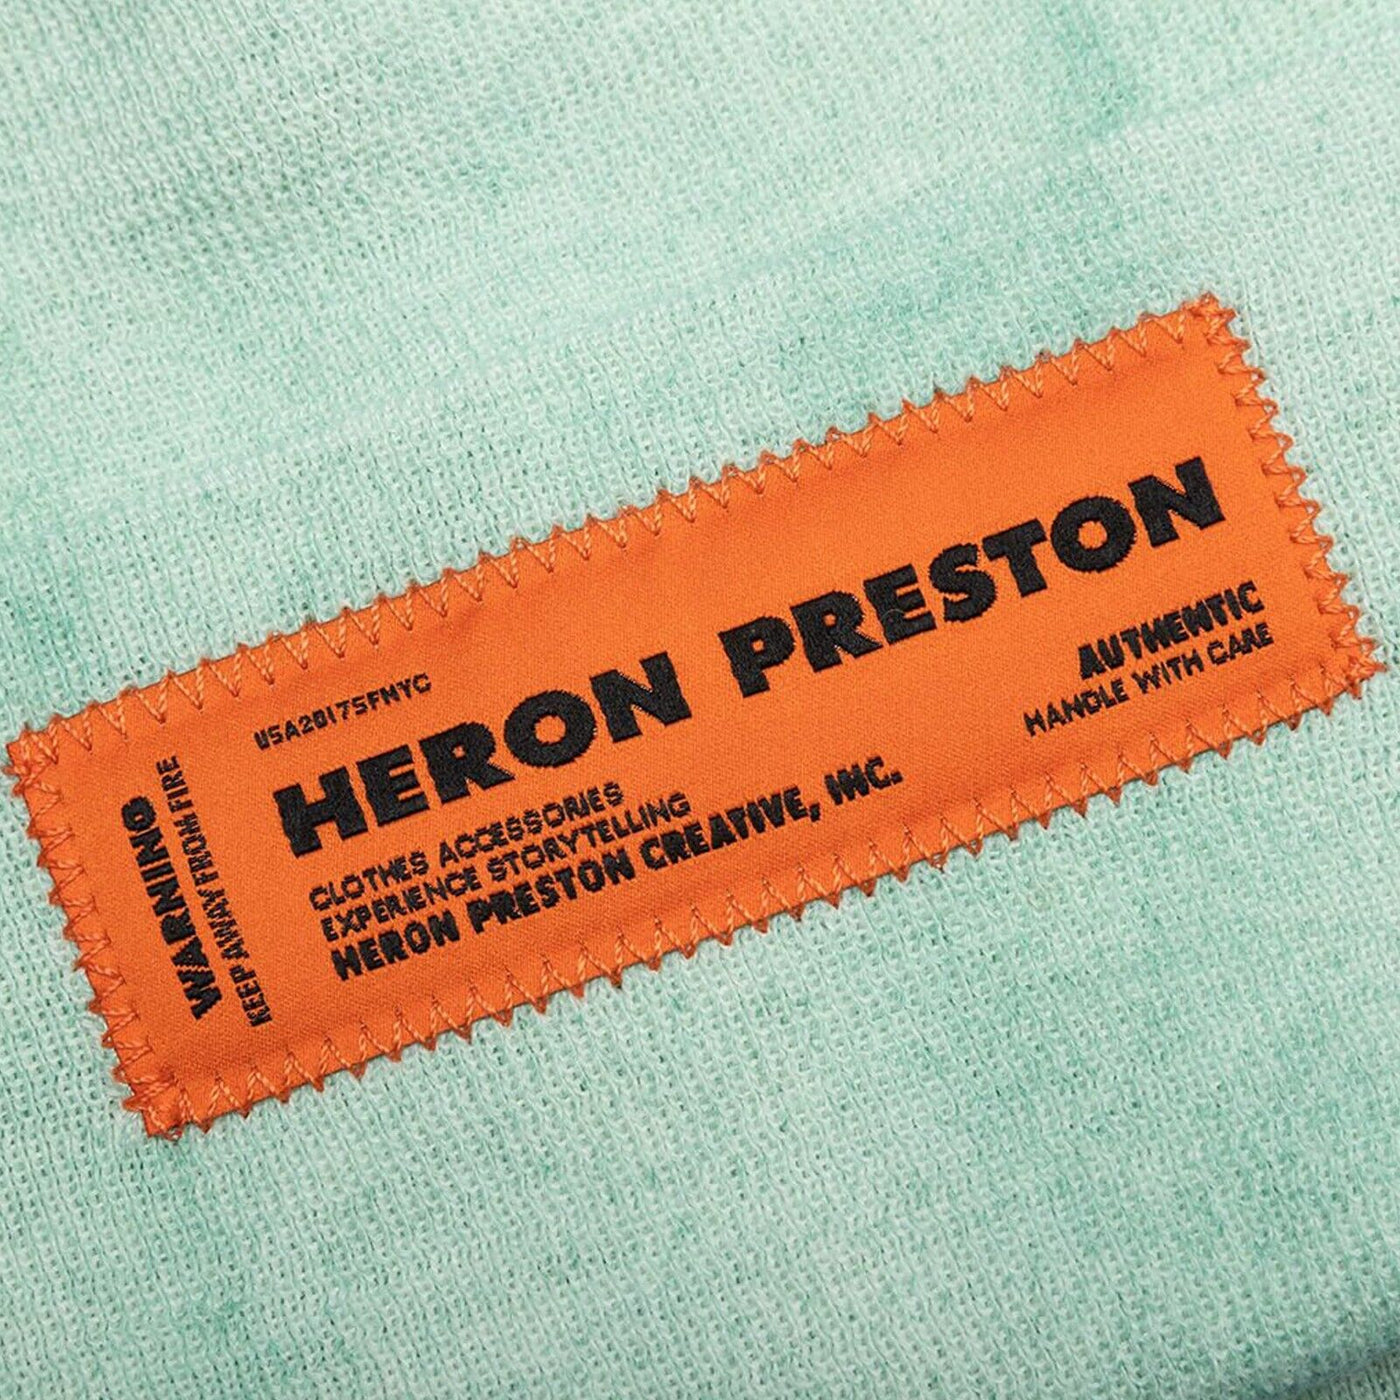 WARNING
KEEP AWAY FROM FIRE
USA2017SFNYC
HERON PRESTON
CLOTHES ACCESSORIES
EXPERIENCE STORYTELLING
HERON PRESTON CREATIVE, INC.
AUTHENTIC
HANDLE WITH CARE